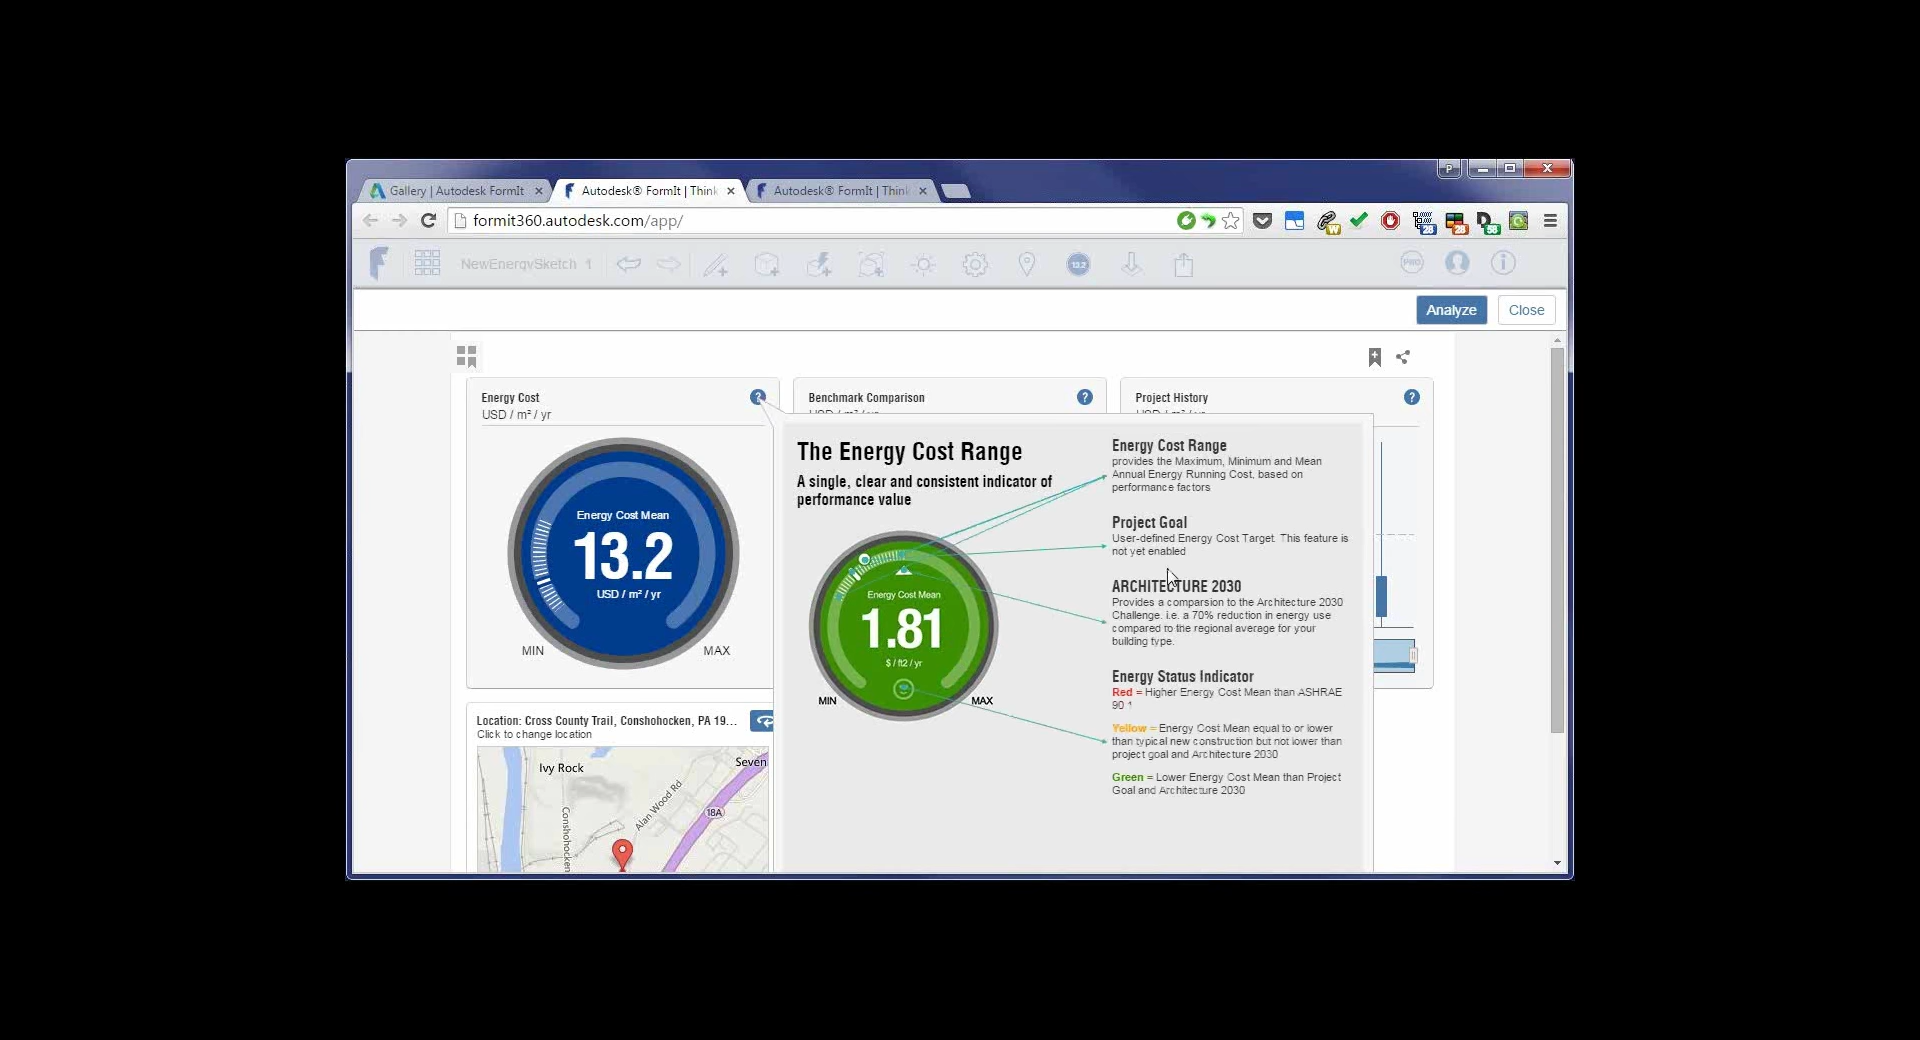 P
Gallery | Autodesk FormIt
Autodesk® FormIt | Think
Autodesk® FormIt | Think
formit360.autodesk.com/app/
W
28
28
58
NewEnergySketch 1
13.2
PRO
Analyze
Close
Energy Cost
USD / m² / yr
?
Energy Cost Mean
13.2
USD / m² / yr
MIN
MAX
Benchmark Comparison
?
Project History
?
The Energy Cost Range
A single, clear and consistent indicator of
performance value
Energy Cost Mean
1.81
$ / ft2 / yr
MIN
MAX
Energy Cost Range
provides the Maximum, Minimum and Mean
Annual Energy Running Cost, based on
performance factors
Project Goal
User-defined Energy Cost Target. This feature is
not yet enabled
ARCHITECTURE 2030
Provides a comparsion to the Architecture 2030
Challenge. i.e. a 70% reduction in energy use
compared to the regional average for your
building type.
Energy Status Indicator
Red = Higher Energy Cost Mean than ASHRAE
90.1
Yellow = Energy Cost Mean equal to or lower
than typical new construction but not lower than
project goal and Architecture 2030
Green = Lower Energy Cost Mean than Project
Goal and Architecture 2030
Location: Cross County Trail, Conshohocken, PA 19...
Click to change location
Ivy Rock
Seven
Alan Wood Rd
18A
Conshohocken